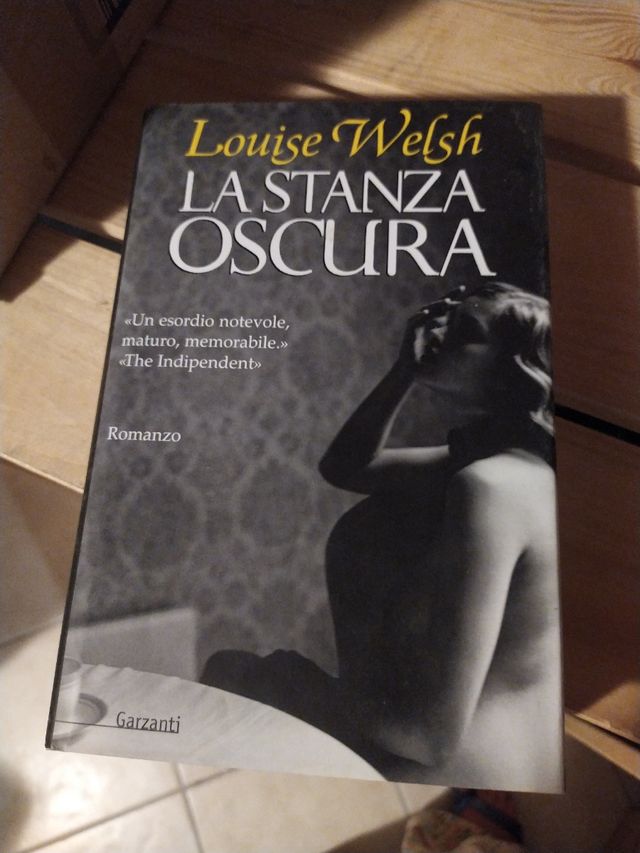 Louise Welsh
LA STANZA
OSCURA
«Un esordio notevole,
maturo, memorabile.»
«The Indipendent»
Romanzo
Garzanti